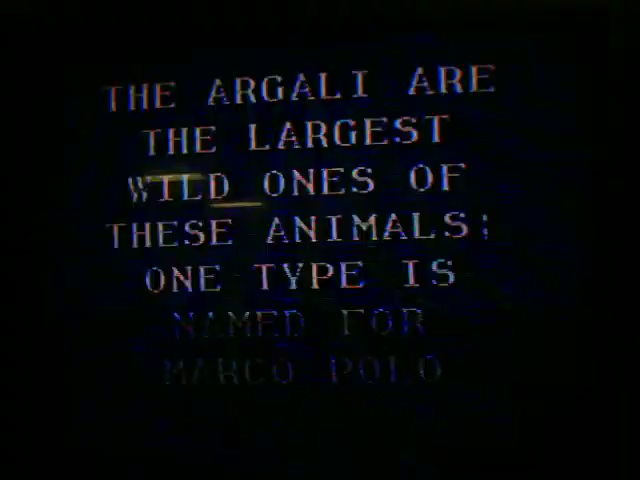 THE ARGALI ARE
THE LARGEST
WILD ONES OF
THESE ANIMALS;
ONE TYPE IS
NAMED FOR
MARCO POLO